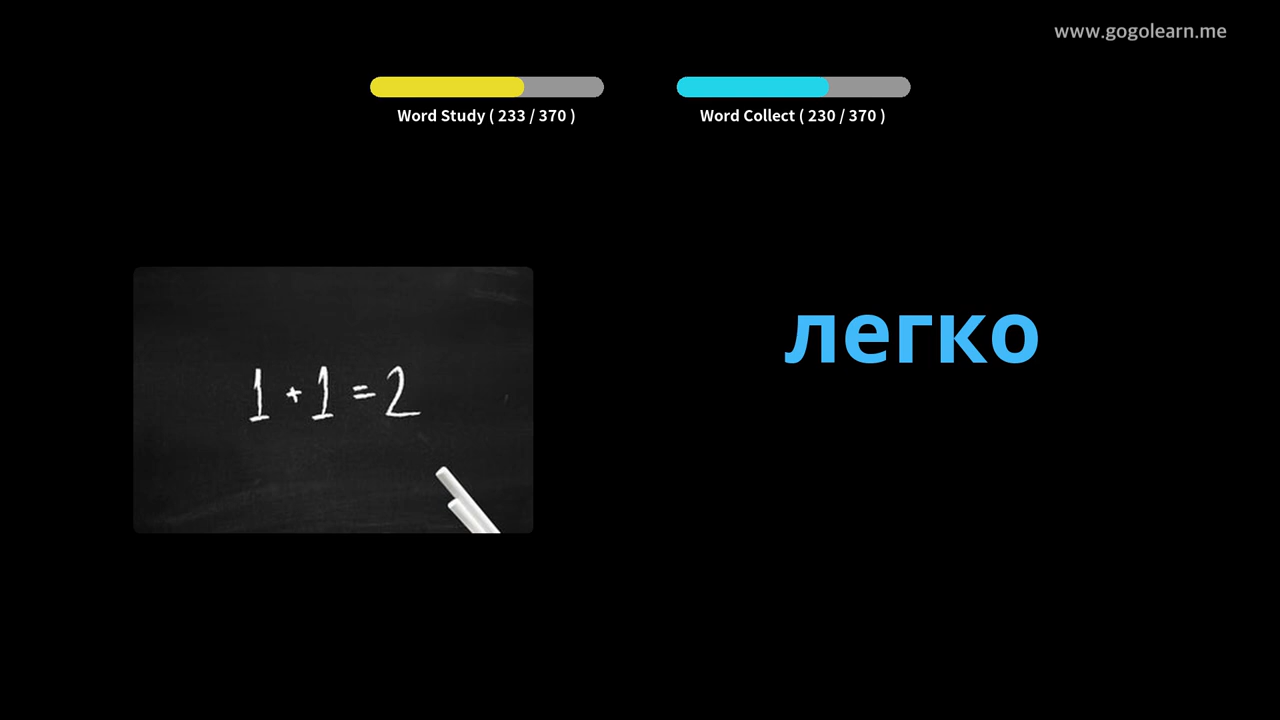 www.gogolearn.me
Word Study ( 233 / 370 )
Word Collect ( 230 / 370 )
легко
1 + 1 = 2